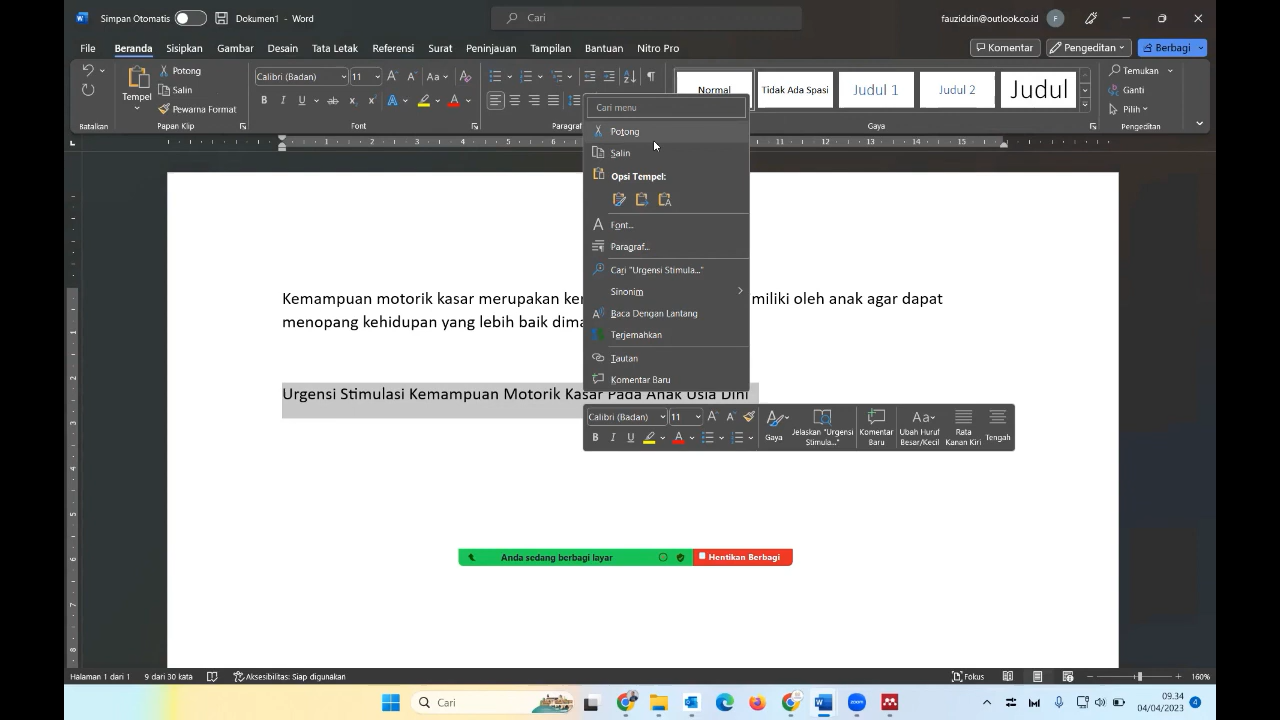 Simpan Otomatis
Dokumen1 - Word
Cari
fauziddin@outlook.co.id
F
File Beranda Sisipkan Gambar Desain Tata Letak Referensi Surat Peninjauan Tampilan Bantuan Nitro Pro
Komentar
Pengeditan
Berbagi
Tempel
Potong
Salin
Pewarna Format
Calibri (Badan) 11
Normal
Tidak Ada Spasi
Judul 1
Judul 2
Judul
Temukan
Ganti
Pilih
Batalkan
Papan Klip
Font
Paragraf
Gaya
Pengeditan
Cari menu
Potong
Salin
Opsi Tempel:
Font...
Paragraf...
Cari "Urgensi Stimula..."
Sinonim
Baca Dengan Lantang
Terjemahkan
Tautan
Komentar Baru
Kemampuan motorik kasar merupakan miliki oleh anak agar dapat
menopang kehidupan yang lebih baik
Urgensi Stimulasi Kemampuan Motorik Kasar Pada Anak Usia Dini
Calibri (Badan) 11
B I U
Gaya
Jelaskan "Urgensi Stimula..."
Komentar Baru
Ubah Huruf Besar/Kecil
Rata Kanan Kiri
Tengah
Anda sedang berbagi layar
Hentikan Berbagi
Halaman 1 dari 1
9 dari 30 kata
Aksesibilitas: Siap digunakan
Fokus
160%
Cari
09.34
04/04/2023